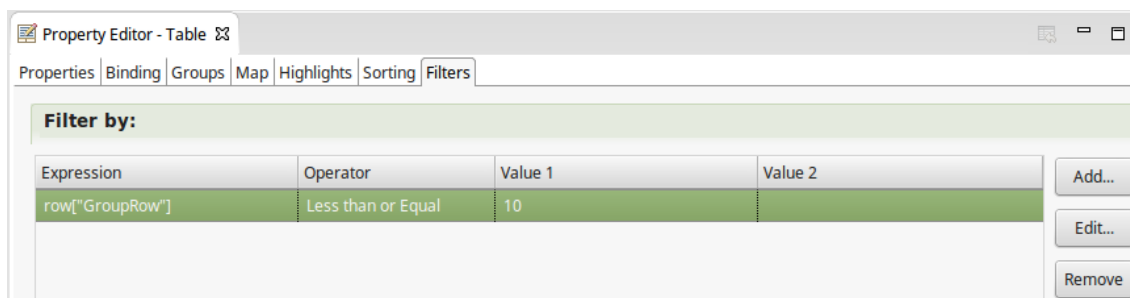 Property Editor - Table
Properties Binding Groups Map Highlights Sorting Filters
Filter by:
Expression Operator Value 1 Value 2
Add...
row["GroupRow"] Less than or Equal 10
Edit...
Remove